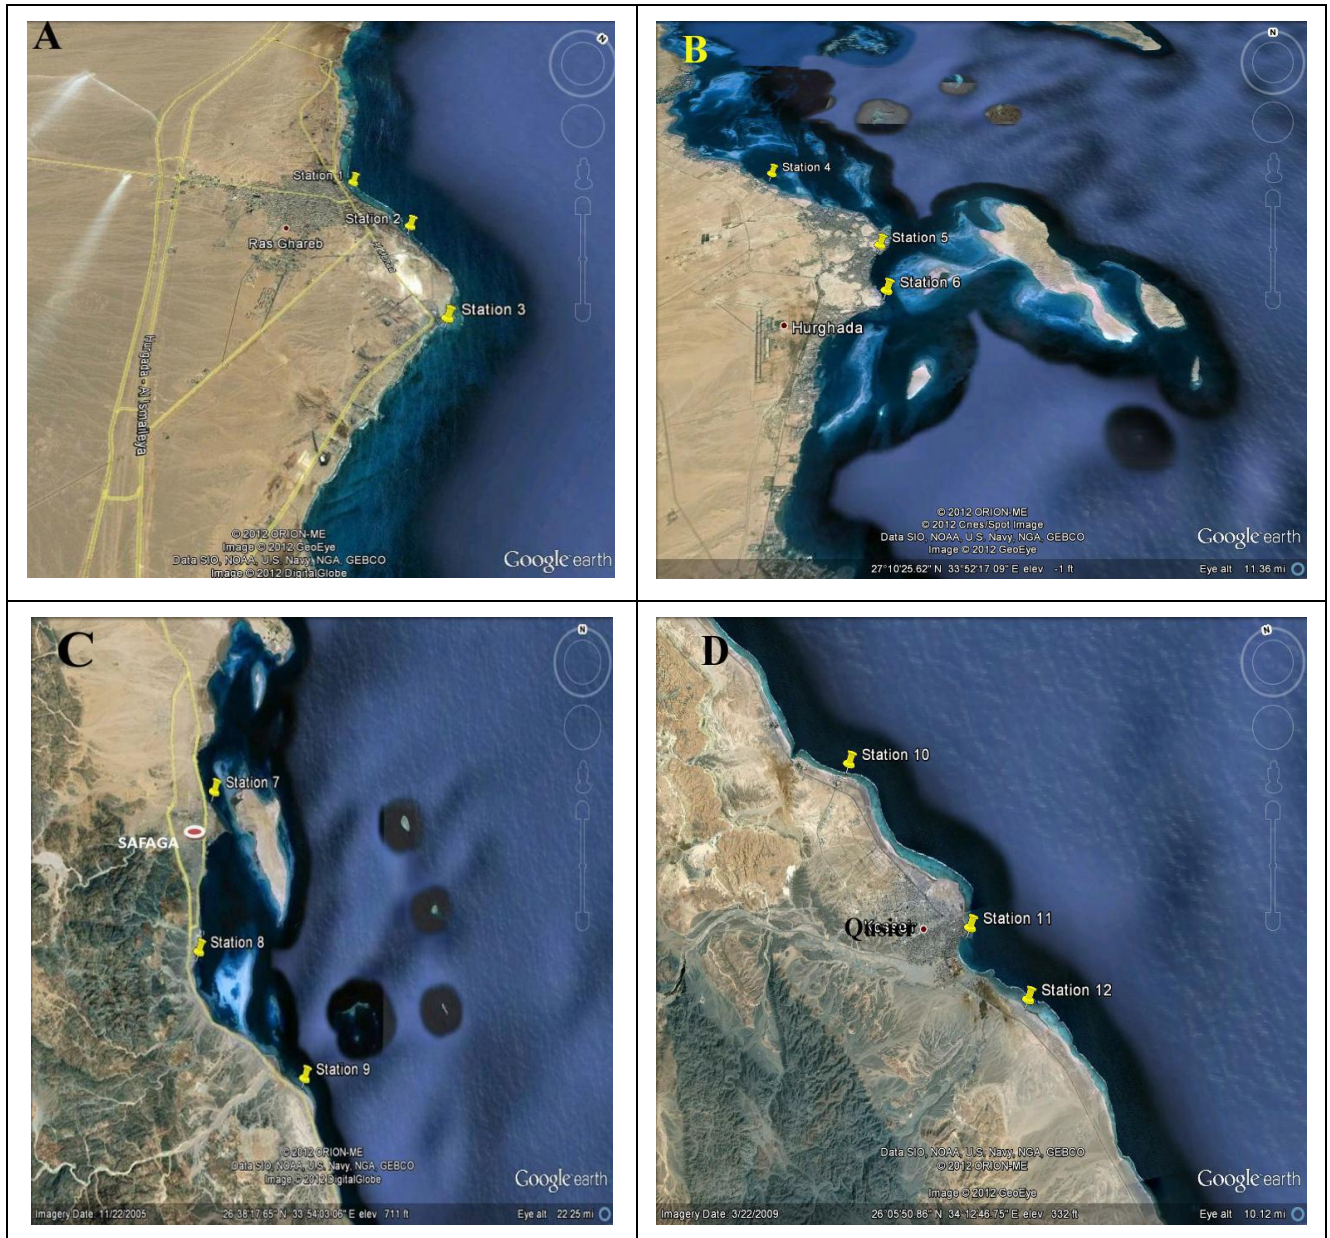 A
N
Station 1
Station 2
Ras Ghareb
Station 3
Hurgada - Al Ismaileya
© 2012 ORION-ME
Image © 2012 GeoEye
Data SIO, NOAA, U.S. Navy, NGA, GEBCO
Image © 2012 DigitalGlobe
Google earth
B
N
Station 4
Station 5
Station 6
Hurghada
© 2012 ORION-ME
© 2012 Cnes/Spot Image
Data SIO, NOAA, U.S. Navy, NGA, GEBCO
Image © 2012 GeoEye
Google earth
27°10'25.62" N 33°52'17.09" E elev -1 ft
Eye alt 11.36 mi
C
N
Station 7
SAFAGA
Station 8
Station 9
© 2012 ORION-ME
Data SIO, NOAA, U.S. Navy, NGA, GEBCO
Image © 2012 DigitalGlobe
Google earth
Imagery Date: 11/22/2005
26°38'17.65" N 33°54'03.06" E elev 711 ft
Eye alt 22.25 mi
D
N
Station 10
Station 11
Qusier
Station 12
Data SIO, NOAA, U.S. Navy, NGA, GEBCO
© 2012 ORION-ME
Image © 2012 GeoEye
Google earth
Imagery Date: 3/22/2009
26°05'50.86" N 34°12'46.75" E elev 332 ft
Eye alt 10.12 mi